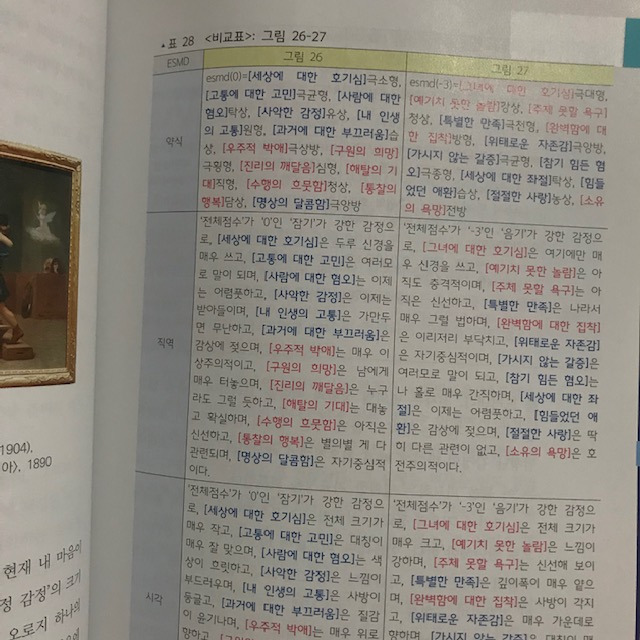 ▲표 28 <비교표>: 그림 26-27
ESMD
그림 26
그림 27
약식
esmd(0)=[세상에 대한 호기심]극소형,
[고통에 대한 고민]극균형, [사람에 대한
혐오]탁상, [사악한 감정]유상, [내 인생
의 고통]원형, [과거에 대한 부끄러움]습
상, [우주적 박애]극상방, [구원의 희망]
극횡형, [진리의 깨달음]심형, [해탈의 기
대]직형, [수행의 흐뭇함]청상, [통찰의
행복]담상, [명상의 달콤함]극앙방
esmd(-3)=[그녀에 대한 호기심]극대형,
[예기치 못한 놀람]강상, [주체 못할 욕구]
청상, [특별한 만족]극천형, [완벽함에 대
한 집착]방형, [위태로운 자존감]극앙방,
[가시지 않는 갈증]극균형, [참기 힘든 혐
오]극종형, [세상에 대한 좌절]탁상, [힘들
었던 애환]습상, [절절한 사랑]농상, [소유
의 욕망]전방
직역
'전체점수'가 '0'인 '잠기'가 강한 감정으
로, [세상에 대한 호기심]은 두루 신경을
매우 쓰고, [고통에 대한 고민]은 여러모
로 말이 되며, [사람에 대한 혐오]는 이제
는 어렴풋하고, [사악한 감정]은 이제는
받아들이며, [내 인생의 고통]은 가만두
면 무난하고, [과거에 대한 부끄러움]은
감상에 젖으며, [우주적 박애]는 매우 이
상주의적이고, [구원의 희망]은 남에게
매우 터놓으며, [진리의 깨달음]은 누구
라도 그럴 듯하고, [해탈의 기대]는 대놓
고 확실하며, [수행의 흐뭇함]은 아직은
신선하고, [통찰의 행복]은 별의별 게 다
관련되며, [명상의 달콤함]은 자기중심적
이다.
'전체점수'가 '-3'인 '음기'가 강한 감정으
로, [그녀에 대한 호기심]은 여기에만 매
우 신경을 쓰고, [예기치 못한 놀람]은 아
직도 충격적이며, [주체 못할 욕구]는 아
직은 신선하고, [특별한 만족]은 나라서
매우 그럴 법하며, [완벽함에 대한 집착]
은 이리저리 부닥치고, [위태로운 자존감]
은 자기중심적이며, [가시지 않는 갈증]은
여러모로 말이 되고, [참기 힘든 혐오]는
나 홀로 매우 간직하며, [세상에 대한 좌
절]은 이제는 어렴풋하고, [힘들었던 애
환]은 감상에 젖으며, [절절한 사랑]은 딱
히 다른 관련이 없고, [소유의 욕망]은 호
전주의적이다.
시각
'전체점수'가 '0'인 '잠기'가 강한 감정으
로, [세상에 대한 호기심]은 전체 크기가
매우 작고, [고통에 대한 고민]은 대칭이
매우 잘 맞으며, [사람에 대한 혐오]는 색
상이 흐릿하고, [사악한 감정]은 느낌이
부드러우며, [내 인생의 고통]은 사방이
둥글고, [과거에 대한 부끄러움]은 질감
이 윤기나며, [우주적 박애]는 매우 위로
'전체점수'가 '-3'인 '음기'가 강한 감정으
로, [그녀에 대한 호기심]은 전체 크기가
매우 크고, [예기치 못한 놀람]은 느낌이
강하며, [주체 못할 욕구]는 신선해 보이
고, [특별한 만족]은 깊이폭이 매우 얕으
며, [완벽함에 대한 집착]은 사방이 각지
고, [위태로운 자존감]은 매우 가운데로
1904),
아〉, 1890
현재 내 마음이
정 감정'의 크기
오로지 하나의